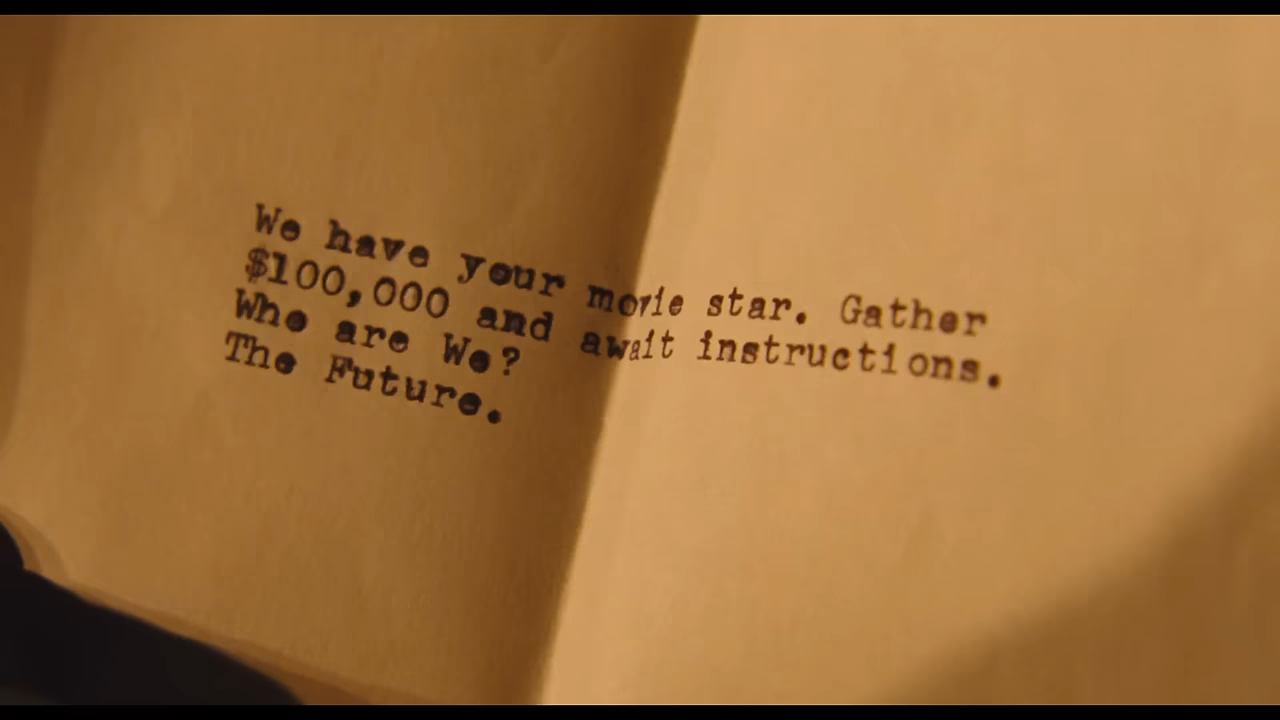 We have your movie star. Gather
$100,000 and await instructions.
Who are We?
The Future.